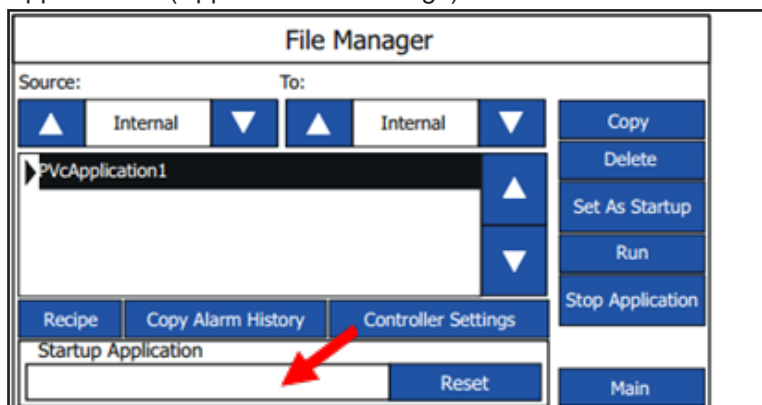 File Manager
Source: To:
Internal Internal
Copy
PVcApplication1
Delete
Set As Startup
Run
Stop Application
Recipe Copy Alarm History Controller Settings
Startup Application
Reset
Main